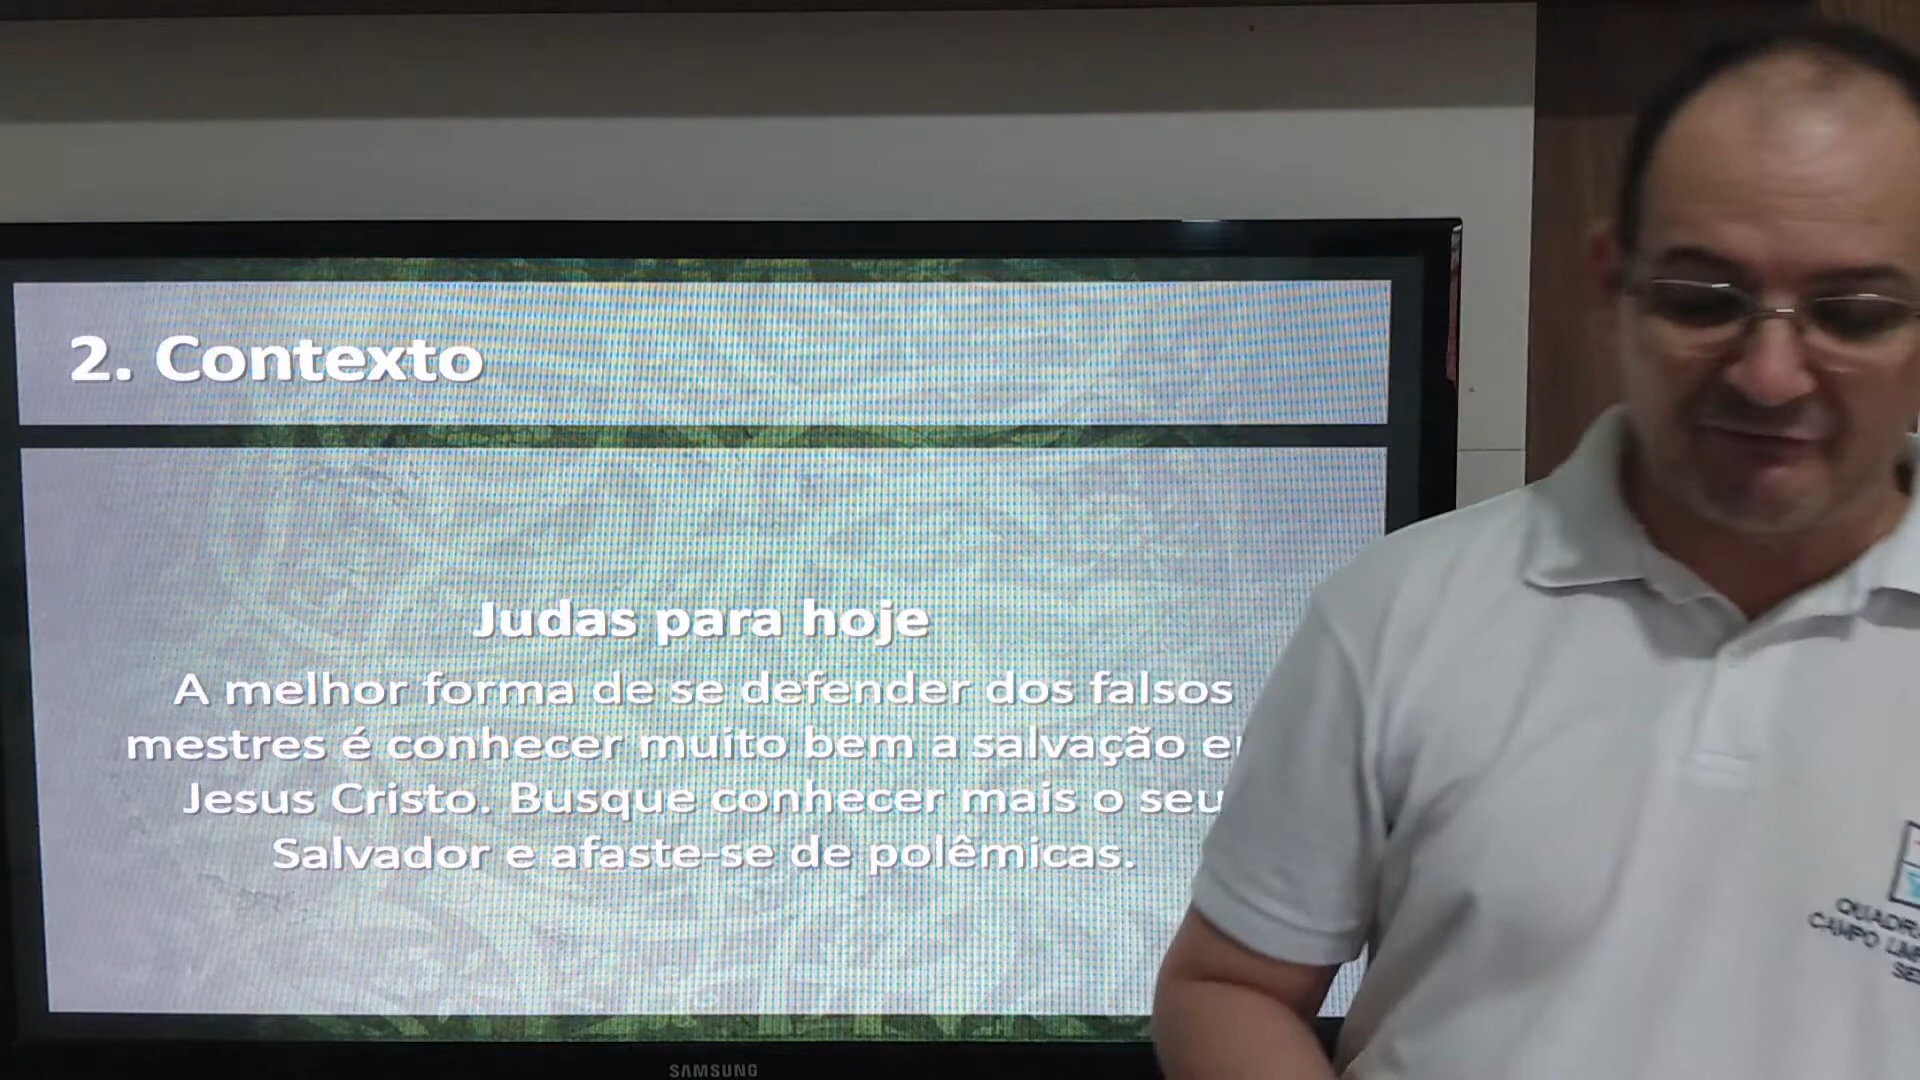 2. Contexto
Judas para hoje
A melhor forma de se defender dos falsos
mestres é conhecer muito bem a salvação
Jesus Cristo. Busque conhecer mais o seu
Salvador e afaste-se de polêmicas.
SAMSUNG
CAMPO